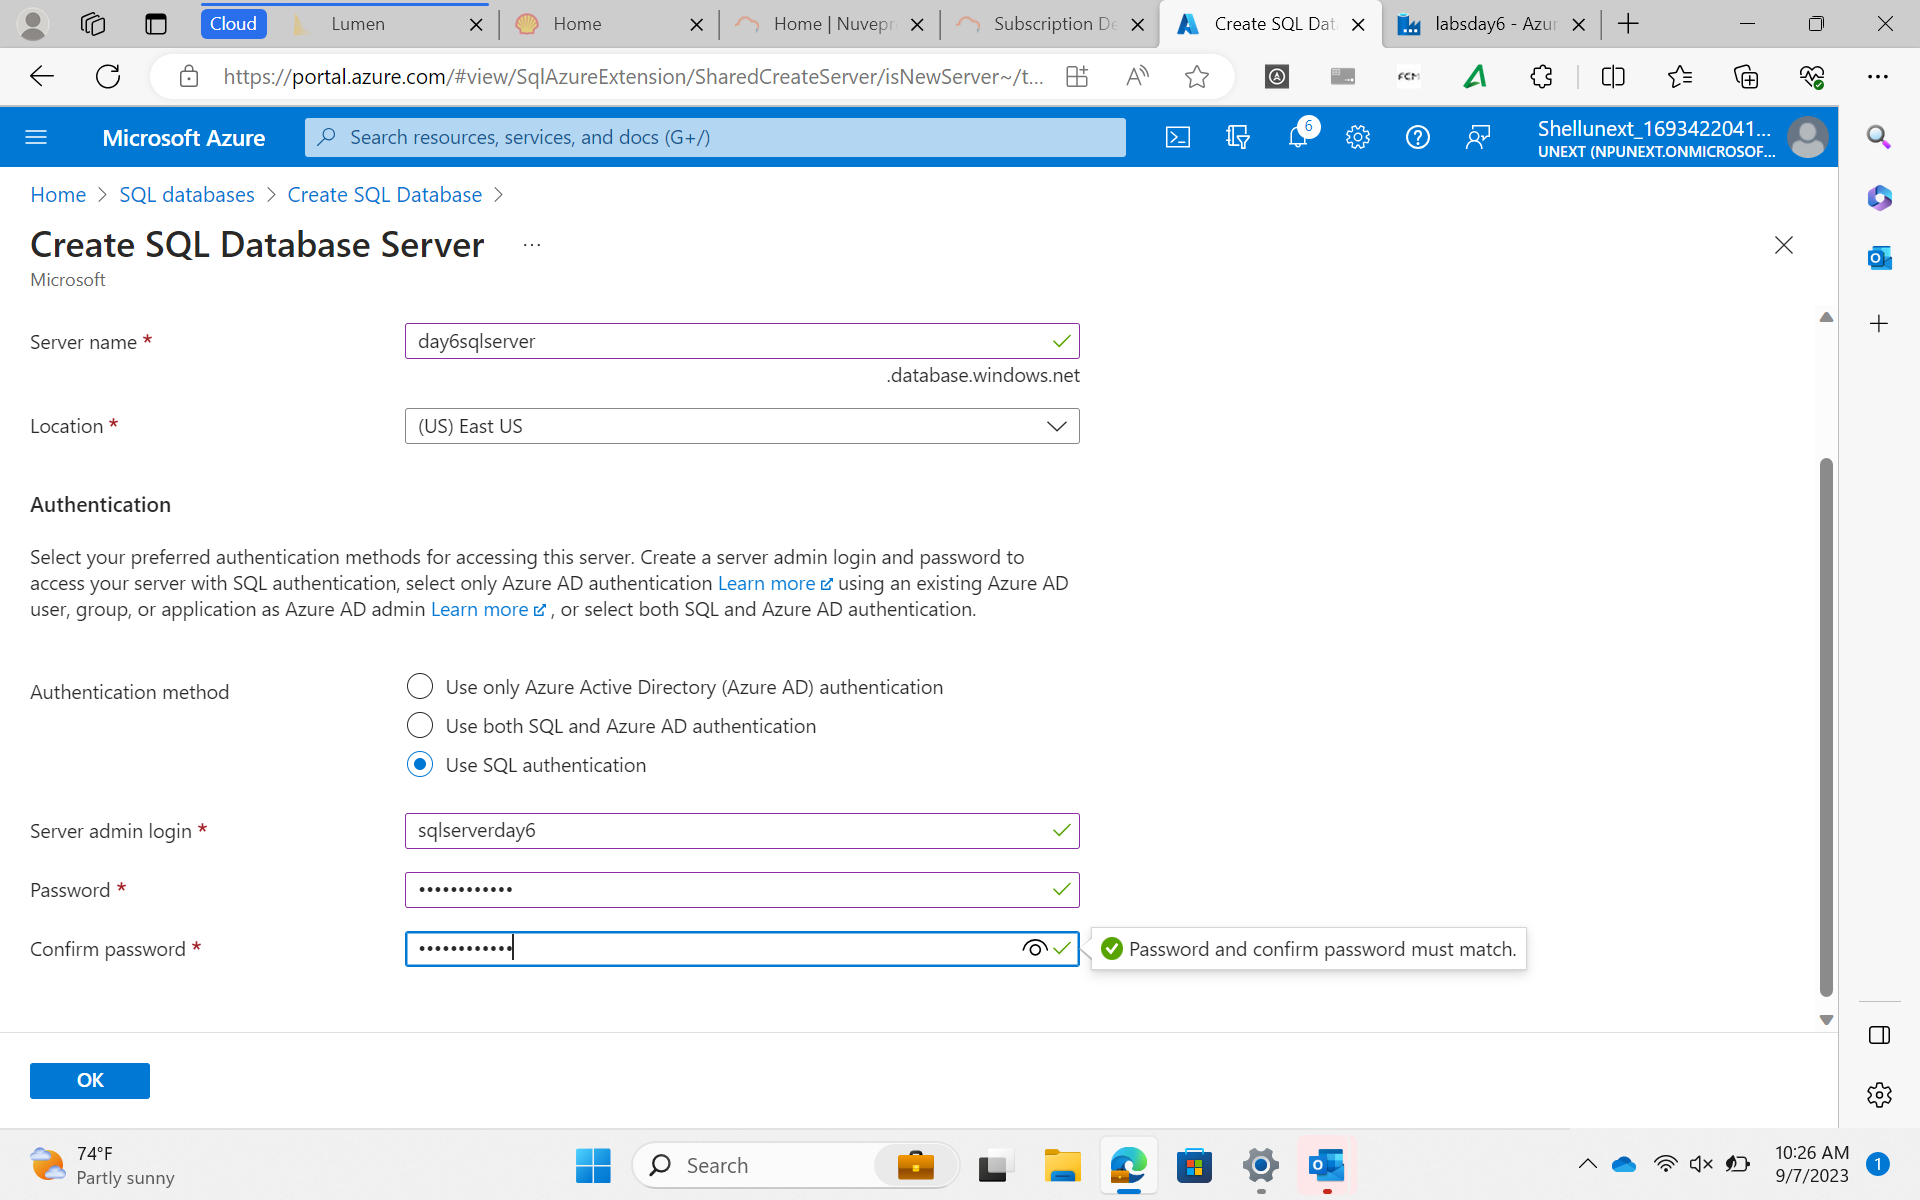 Cloud
Lumen
Home
Home | Nuvepr
Subscription De
Create SQL Dat
labsday6 - Azur
https://portal.azure.com/#view/SqlAzureExtension/SharedCreateServer/isNewServer~/t...
FCM
Microsoft Azure
Search resources, services, and docs (G+/)
6
Shellunext_1693422041...
UNEXT (NPUNEXT.ONMICROSOF...
Home > SQL databases > Create SQL Database >
Create SQL Database Server ...
Microsoft
Server name *
day6sqlserver
.database.windows.net
Location *
(US) East US
Authentication
Select your preferred authentication methods for accessing this server. Create a server admin login and password to
access your server with SQL authentication, select only Azure AD authentication Learn more using an existing Azure AD
user, group, or application as Azure AD admin Learn more , or select both SQL and Azure AD authentication.
Authentication method
Use only Azure Active Directory (Azure AD) authentication
Use both SQL and Azure AD authentication
Use SQL authentication
Server admin login *
sqlserverday6
Password *
••••••••••••
Confirm password *
••••••••••••
Password and confirm password must match.
OK
74°F
Partly sunny
Search
10:26 AM
9/7/2023
1